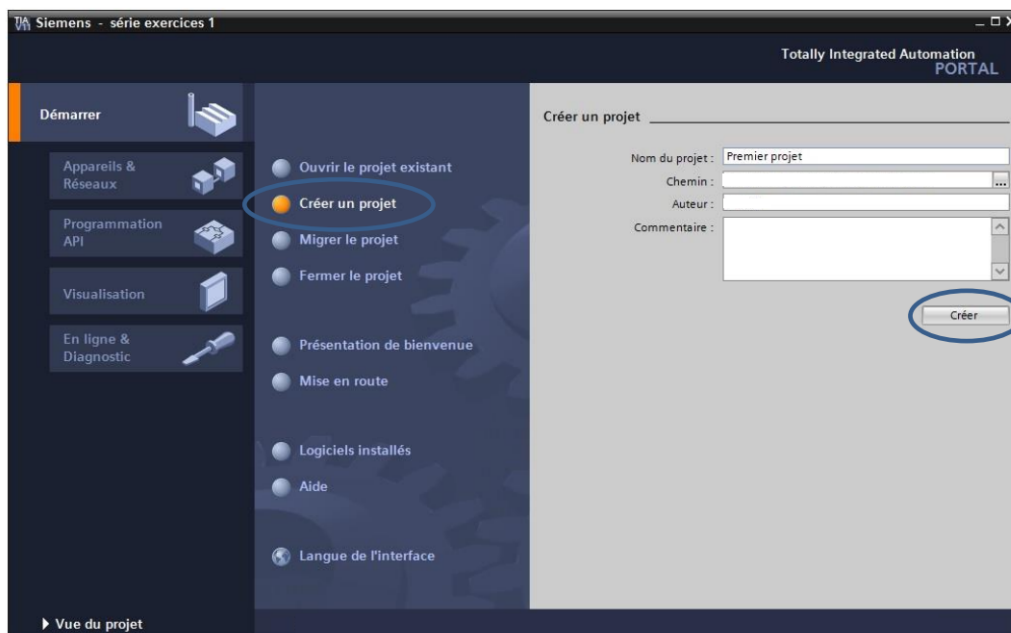 Siemens - série exercices 1
Totally Integrated Automation
PORTAL
Démarrer
Appareils &
Réseaux
Programmation
API
Visualisation
En ligne &
Diagnostic
Ouvrir le projet existant
Créer un projet
Migrer le projet
Fermer le projet
Présentation de bienvenue
Mise en route
Logiciels installés
Aide
Langue de l'interface
Créer un projet
Nom du projet : Premier projet
Chemin :
...
Auteur :
Commentaire :
Créer
Vue du projet